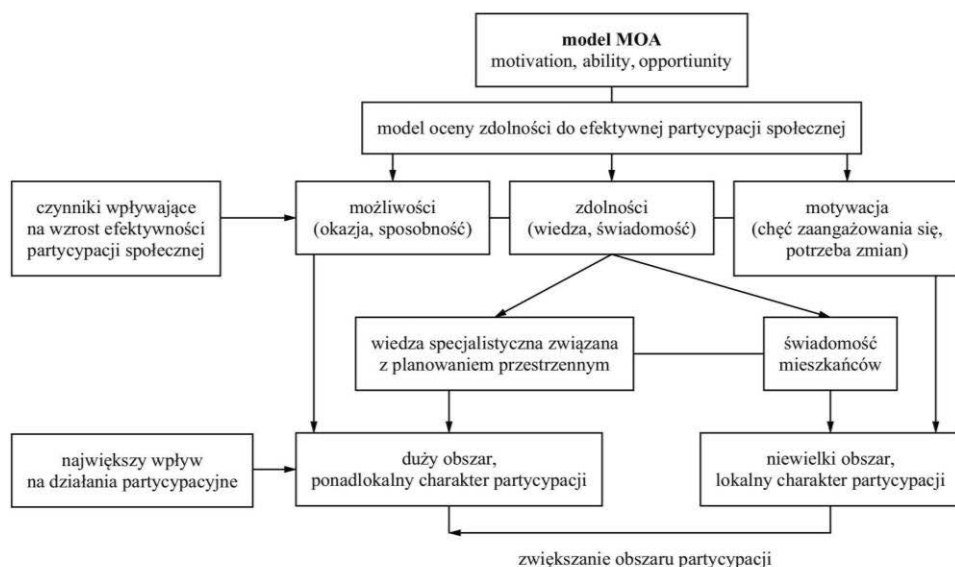 model MOA
motivation, ability, opportiunity
model oceny zdolności do efektywnej partycypacji społecznej
czynniki wpływające
na wzrost efektywności
partycypacji społecznej
możliwości
(okazja, sposobność)
zdolności
(wiedza, świadomość)
motywacja
(chęć zaangażowania się,
potrzeba zmian)
wiedza specjalistyczna związana
z planowaniem przestrzennym
świadomość
mieszkańców
największy wpływ
na działania partycypacyjne
duży obszar,
ponadlokalny charakter partycypacji
niewielki obszar,
lokalny charakter partycypacji
zwiększanie obszaru partycypacji